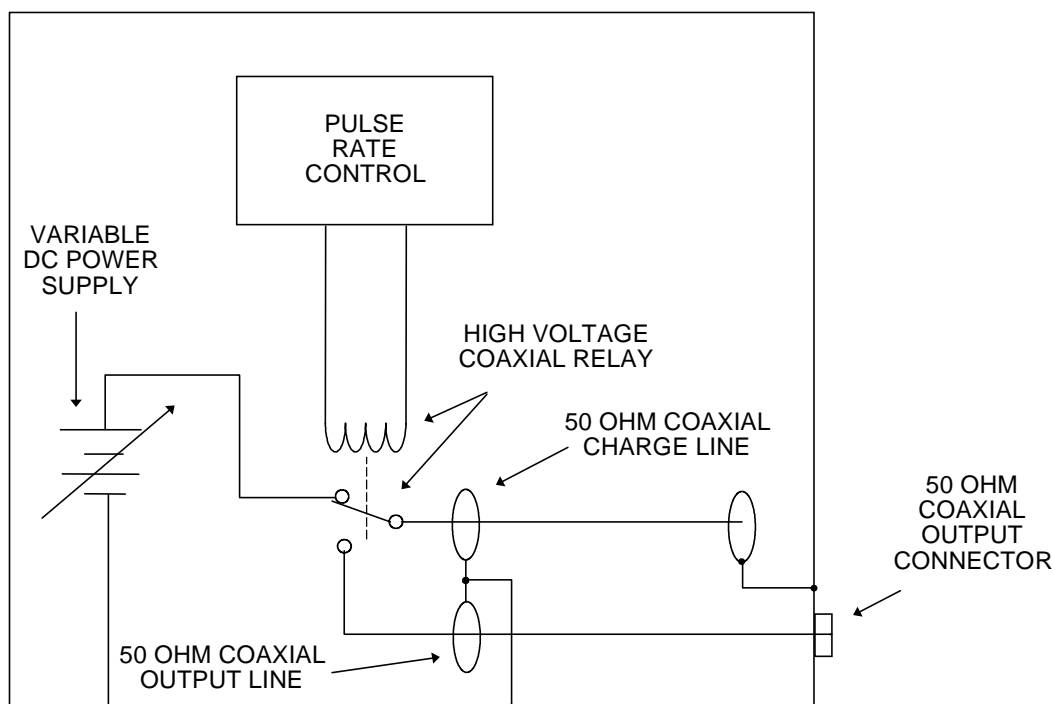 PULSE
RATE
CONTROL
VARIABLE
DC POWER
SUPPLY
HIGH VOLTAGE
COAXIAL RELAY
50 OHM COAXIAL
CHARGE LINE
50 OHM
COAXIAL
OUTPUT
CONNECTOR
50 OHM COAXIAL
OUTPUT LINE